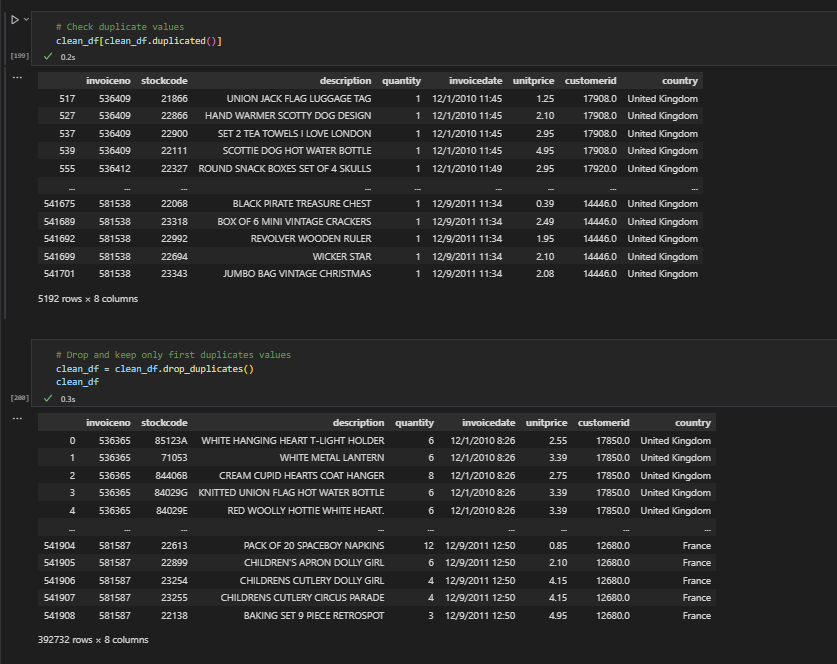 # Check duplicate values
clean_df[clean_df.duplicated()]
[199]
0.2s
...
invoiceno stockcode description quantity invoicedate unitprice customerid country
517 536409 21866 UNION JACK FLAG LUGGAGE TAG 1 12/1/2010 11:45 1.25 17908.0 United Kingdom
527 536409 22866 HAND WARMER SCOTTY DOG DESIGN 1 12/1/2010 11:45 2.10 17908.0 United Kingdom
537 536409 22900 SET 2 TEA TOWELS I LOVE LONDON 1 12/1/2010 11:45 2.95 17908.0 United Kingdom
539 536409 22111 SCOTTIE DOG HOT WATER BOTTLE 1 12/1/2010 11:45 4.95 17908.0 United Kingdom
555 536412 22327 ROUND SNACK BOXES SET OF 4 SKULLS 1 12/1/2010 11:49 2.95 17920.0 United Kingdom
... ... ... ... ... ... ... ... ...
541675 581538 22068 BLACK PIRATE TREASURE CHEST 1 12/9/2011 11:34 0.39 14446.0 United Kingdom
541689 581538 23318 BOX OF 6 MINI VINTAGE CRACKERS 1 12/9/2011 11:34 2.49 14446.0 United Kingdom
541692 581538 22992 REVOLVER WOODEN RULER 1 12/9/2011 11:34 1.95 14446.0 United Kingdom
541699 581538 22694 WICKER STAR 1 12/9/2011 11:34 2.10 14446.0 United Kingdom
541701 581538 23343 JUMBO BAG VINTAGE CHRISTMAS 1 12/9/2011 11:34 2.08 14446.0 United Kingdom
5192 rows × 8 columns
# Drop and keep only first duplicates values
clean_df = clean_df.drop_duplicates()
clean_df
[200]
0.3s
...
invoiceno stockcode description quantity invoicedate unitprice customerid country
0 536365 85123A WHITE HANGING HEART T-LIGHT HOLDER 6 12/1/2010 8:26 2.55 17850.0 United Kingdom
1 536365 71053 WHITE METAL LANTERN 6 12/1/2010 8:26 3.39 17850.0 United Kingdom
2 536365 84406B CREAM CUPID HEARTS COAT HANGER 8 12/1/2010 8:26 2.75 17850.0 United Kingdom
3 536365 84029G KNITTED UNION FLAG HOT WATER BOTTLE 6 12/1/2010 8:26 3.39 17850.0 United Kingdom
4 536365 84029E RED WOOLLY HOTTIE WHITE HEART. 6 12/1/2010 8:26 3.39 17850.0 United Kingdom
... ... ... ... ... ... ... ... ...
541904 581587 22613 PACK OF 20 SPACEBOY NAPKINS 12 12/9/2011 12:50 0.85 12680.0 France
541905 581587 22899 CHILDREN'S APRON DOLLY GIRL 6 12/9/2011 12:50 2.10 12680.0 France
541906 581587 23254 CHILDRENS CUTLERY DOLLY GIRL 4 12/9/2011 12:50 4.15 12680.0 France
541907 581587 23255 CHILDRENS CUTLERY CIRCUS PARADE 4 12/9/2011 12:50 4.15 12680.0 France
541908 581587 22138 BAKING SET 9 PIECE RETROSPOT 3 12/9/2011 12:50 4.95 12680.0 France
392732 rows × 8 columns